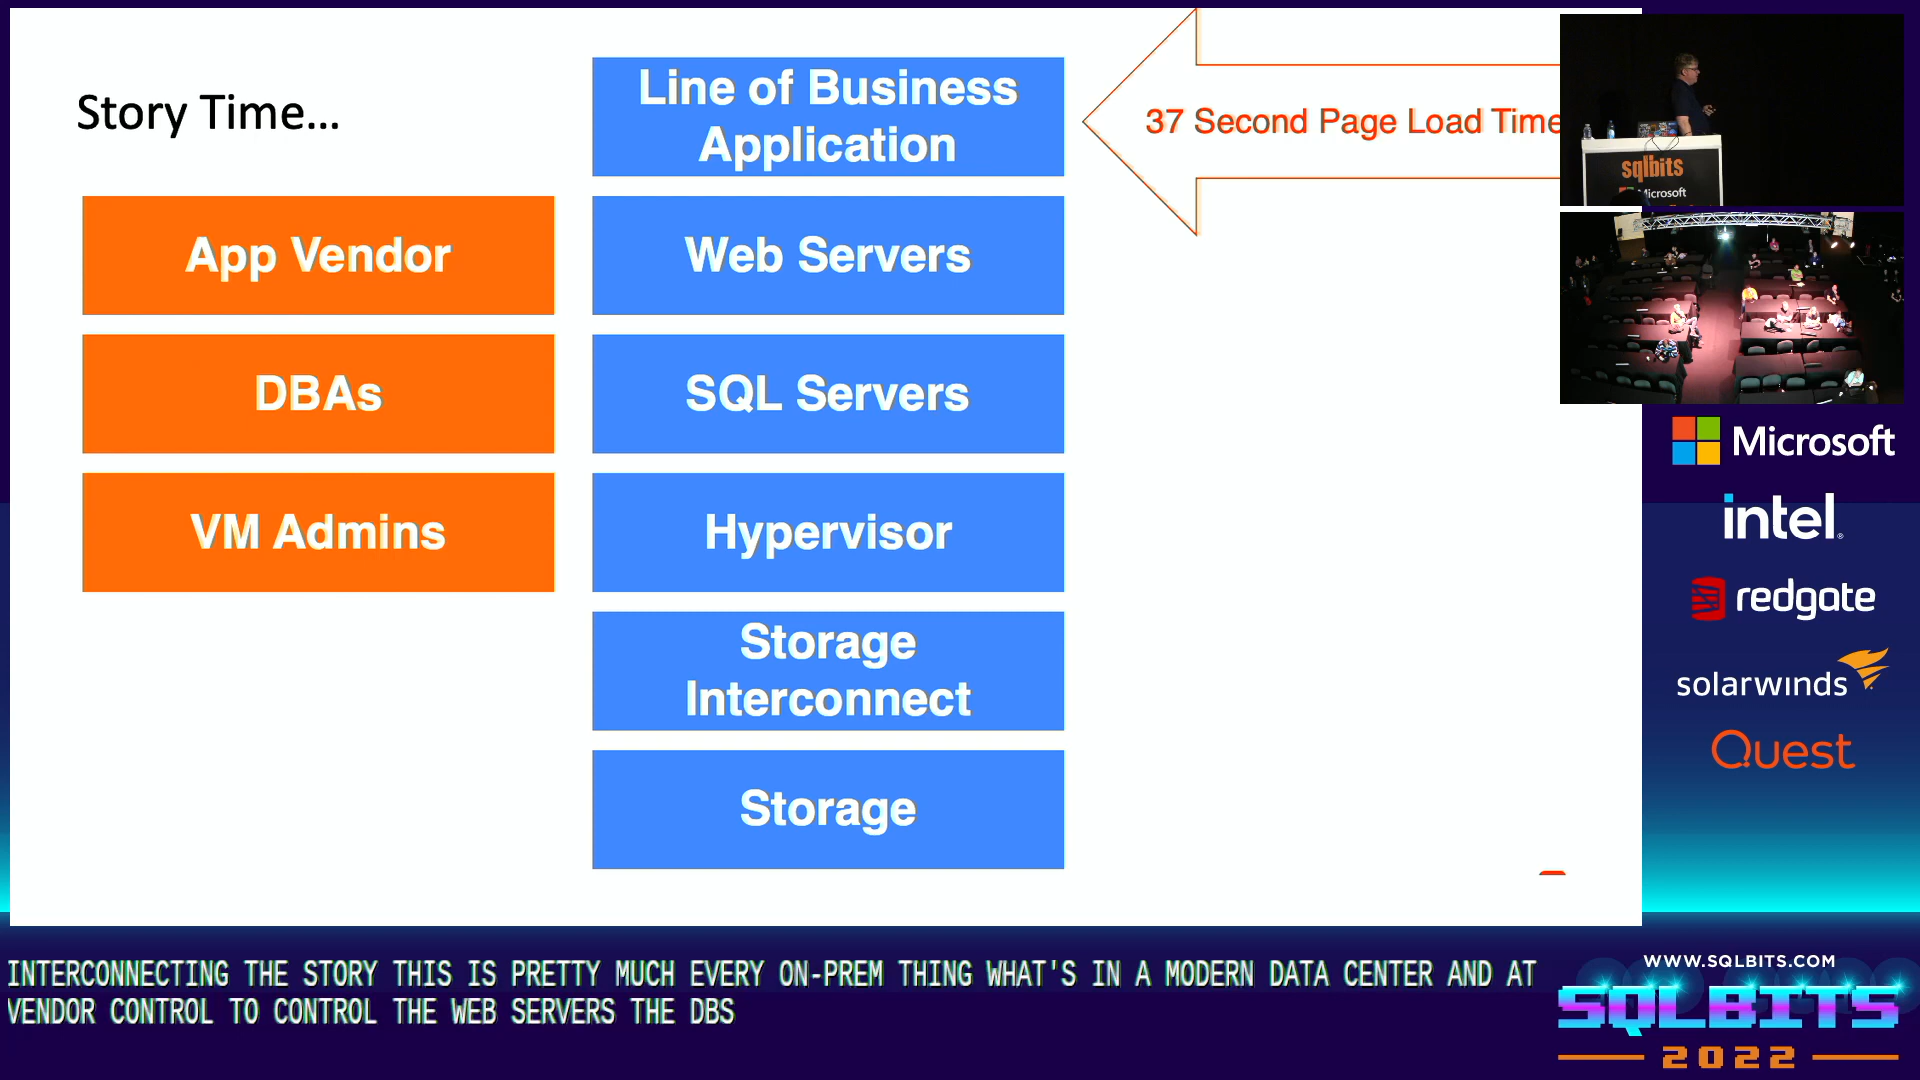 Story Time...
Line of Business
Application
37 Second Page Load Time
App Vendor
Web Servers
DBAs
SQL Servers
VM Admins
Hypervisor
Storage
Interconnect
Storage
sqlbits
Microsoft
Microsoft
intel
redgate
solarwinds
Quest
INTERCONNECTING THE STORY THIS IS PRETTY MUCH EVERY ON-PREM THING WHAT'S IN A MODERN DATA CENTER AND AT
VENDOR CONTROL TO CONTROL THE WEB SERVERS THE DBS
WWW.SQLBITS.COM
SQLBITS
2022